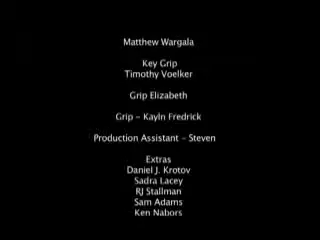 Matthew Wargala
Key Grip
Timothy Voelker
Grip Elizabeth
Grip - Kayln Fredrick
Production Assistant - Steven
Extras
Daniel J. Krotov
Sadra Lacey
RJ Stallman
Sam Adams
Ken Nabors